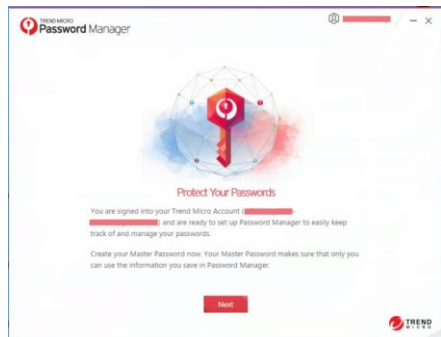 TREND MICRO
Password Manager
Protect Your Passwords
You are signed into your Trend Micro Account (
) and are ready to set up Password Manager to easily keep
track of and manage your passwords.
Create your Master Password now. Your Master Password makes sure that only you
can use the information you save in Password Manager.
Next
TREND
MICRO